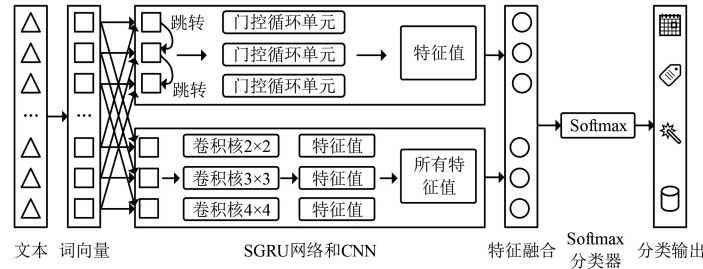 跳转
门控循环单元
门控循环单元
特征值
跳转
门控循环单元
...
...
卷积核2×2
特征值
卷积核3×3
特征值
所有特
征值
卷积核4×4
特征值
Softmax
文本
词向量
SGRU网络和CNN
特征融合
Softmax
分类器
分类输出